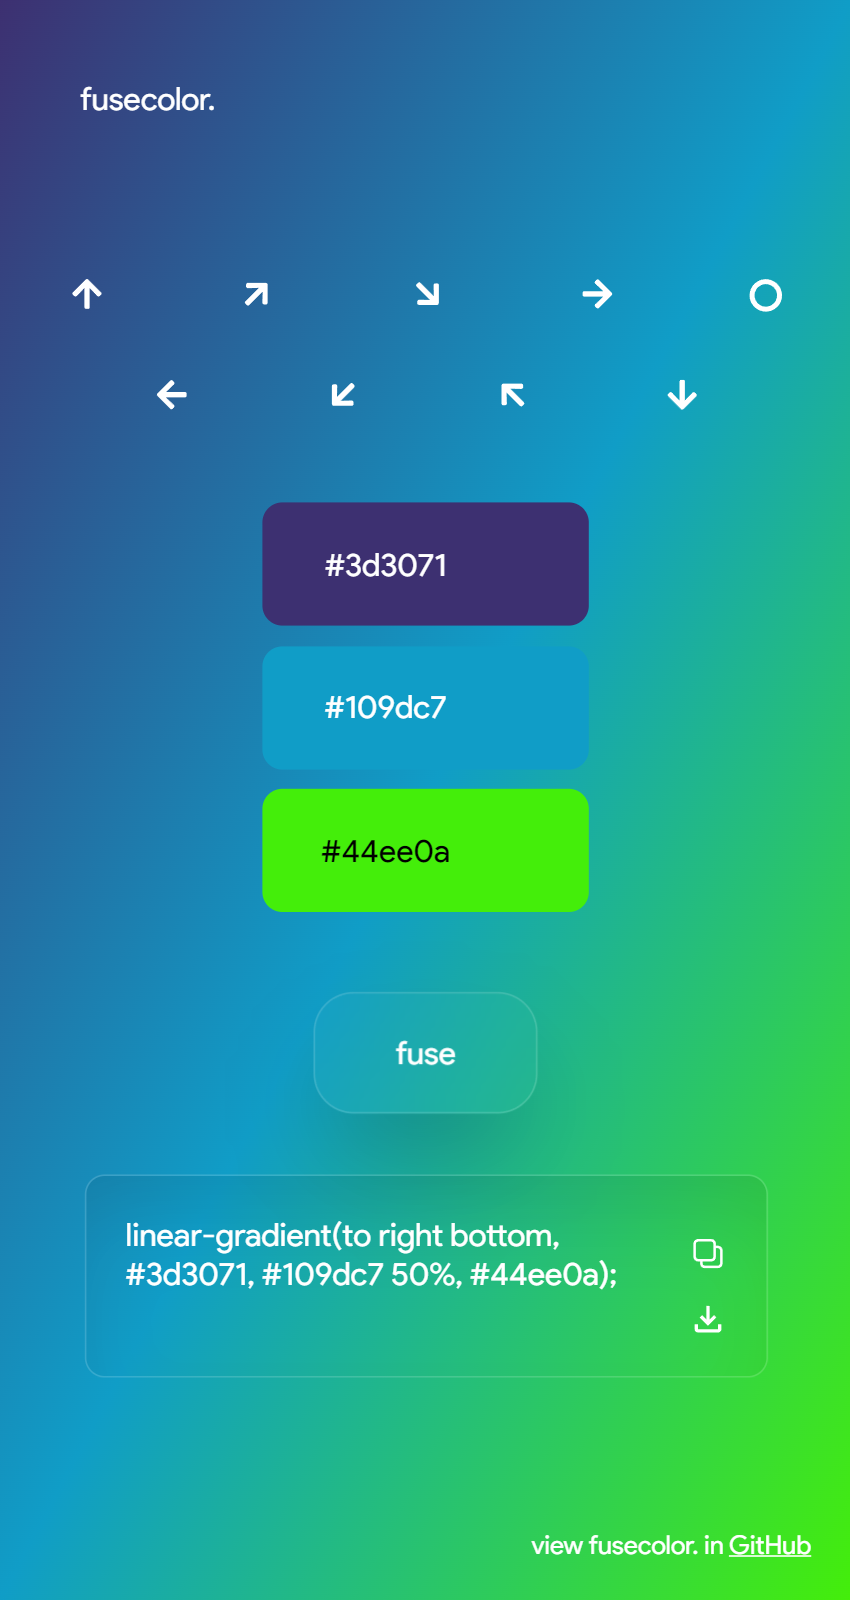 fusecolor.
#3d3071
#109dc7
#44ee0a
fuse
linear-gradient(to right bottom,
#3d3071, #109dc7 50%, #44ee0a);
view fusecolor. in GitHub